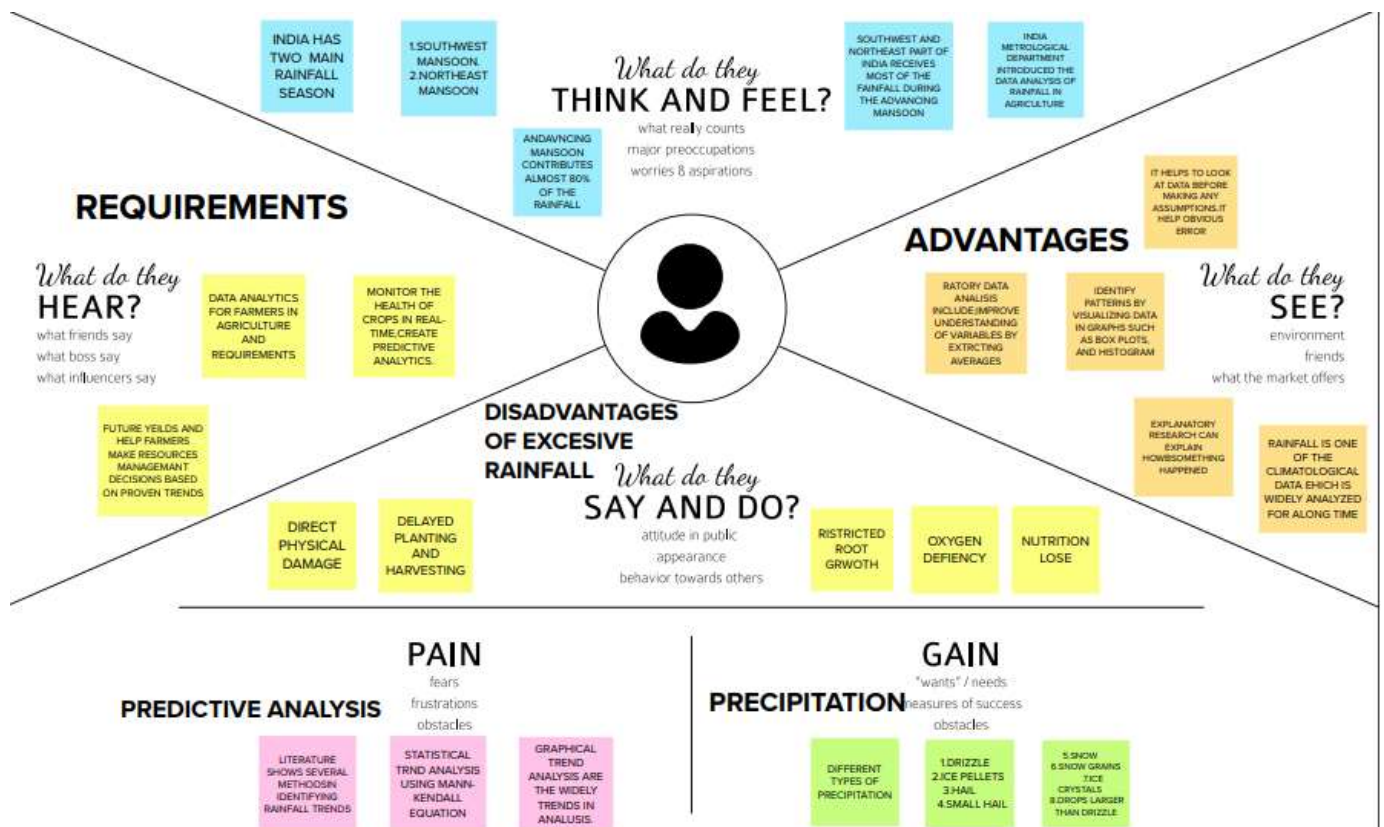 INDIA HAS
TWO MAIN
RAINFALL
SEASON
1.SOUTHWEST
MANSOON.
2.NORTHEAST
MANSOON
What do they
THINK AND FEEL?
what really counts
major preoccupations
worries & aspirations
ANDAVNCING
MANSOON
CONTRIBUTES
ALMOST 80%
OF THE
RAINFALL
SOUTHWEST AND
NORTHEAST PART OF
INDIA RECEIVES
MOST OF THE
FAINFALL DURING
THE ADVANCING
MANSOON
INDIA
METROLOGICAL
DEPARTMENT
INTRODUCED THE
DATA ANALYSIS OF
RAINFALL IN
AGRICULTURE
REQUIREMENTS
What do they
HEAR?
what friends say
what boss say
what influencers say
DATA ANALYTICS
FOR FARMERS IN
AGRICULTURE
AND
REQUIREMENTS
MONITOR THE
HEALTH OF
CROPS IN REAL-
TIME,CREATE
PREDICTIVE
ANALYTICS.
FUTURE YEILDS AND
HELP FARMERS
MAKE RESOURCES
MANAGEMANT
DECISIONS BASED
ON PROVEN TRENDS
ADVANTAGES
IT HELPS TO LOOK
AT DATA BEFORE
MAKING ANY
ASSUMPTIONS.IT
HELP OBVIOUS
ERROR
RATORY DATA
ANALISIS
INCLUDE,IMPROVE
UNDERSTANDING
OF VARIABLES BY
EXTRCTING
AVERAGES
IDENTIFY
PATTERNS BY
VISUALIZING DATA
IN GRAPHS SUCH
AS BOX PLOTS,
AND HISTOGRAM
What do they
SEE?
environment
friends
what the market offers
EXPLANATORY
RESEARCH CAN
EXPLAIN
HOWBSOMETHING
HAPPENED
RAINFALL IS ONE
OF THE
CLIMATOLOGICAL
DATA EHICH IS
WIDELY ANALYZED
FOR ALONG TIME
DISADVANTAGES
OF EXCESIVE
RAINFALL
What do they
SAY AND DO?
attitude in public
appearance
behavior towards others
DIRECT
PHYSICAL
DAMAGE
DELAYED
PLANTING
AND
HARVESTING
RISTRICTED
ROOT
GRWOTH
OXYGEN
DEFIENCY
NUTRITION
LOSE
PAIN
fears
frustrations
obstacles
PREDICTIVE ANALYSIS
LITERATURE
SHOWS SEVERAL
METHODSIN
IDENTIFYING
RAINFALL TRENDS
STATISTICAL
TRND ANALYSIS
USING MANN-
KENDALL
EQUATION
GRAPHICAL
TREND
ANALYSIS ARE
THE WIDELY
TRENDS IN
ANALUSIS.
GAIN
"wants" / needs
measures of success
obstacles
PRECIPITATION
DIFFERENT
TYPES OF
PRECIPITATION
1.DRIZZLE
2.ICE PELLETS
3.HAIL
4.SMALL HAIL
5.SNOW
6.SNOW GRAINS
7.ICE
CRYSTALS
8.DROPS LARGER
THAN DRIZZLE